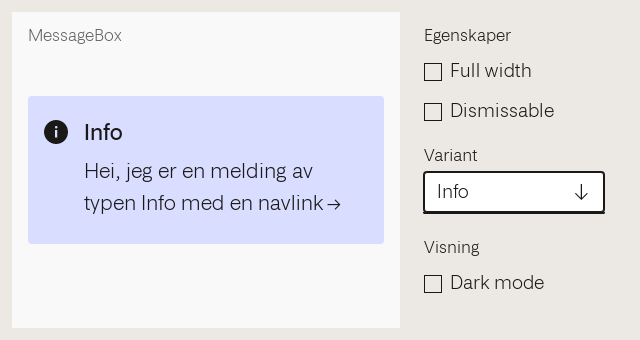 MessageBox
Info
Hei, jeg er en melding av
typen Info med en navlink→
Egenskaper
Full width
Dismissable
Variant
Info
Visning
Dark mode